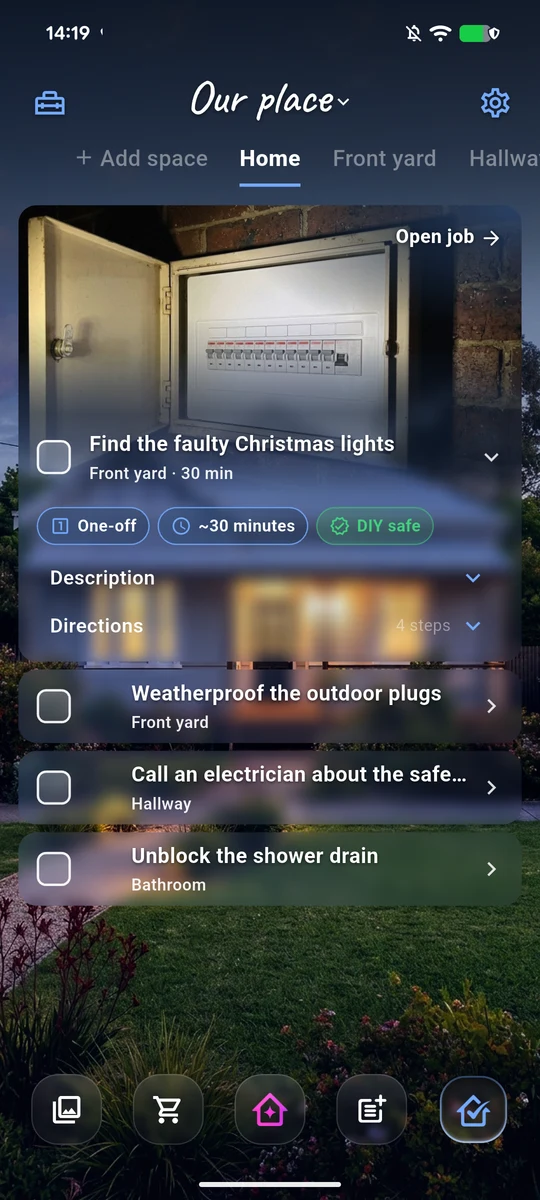 14:19
Our place
+ Add space Home Front yard Hallwa
Open job →
Find the faulty Christmas lights
Front yard · 30 min
One-off ~30 minutes DIY safe
Description
Directions 4 steps
Weatherproof the outdoor plugs
Front yard
Call an electrician about the safe...
Hallway
Unblock the shower drain
Bathroom